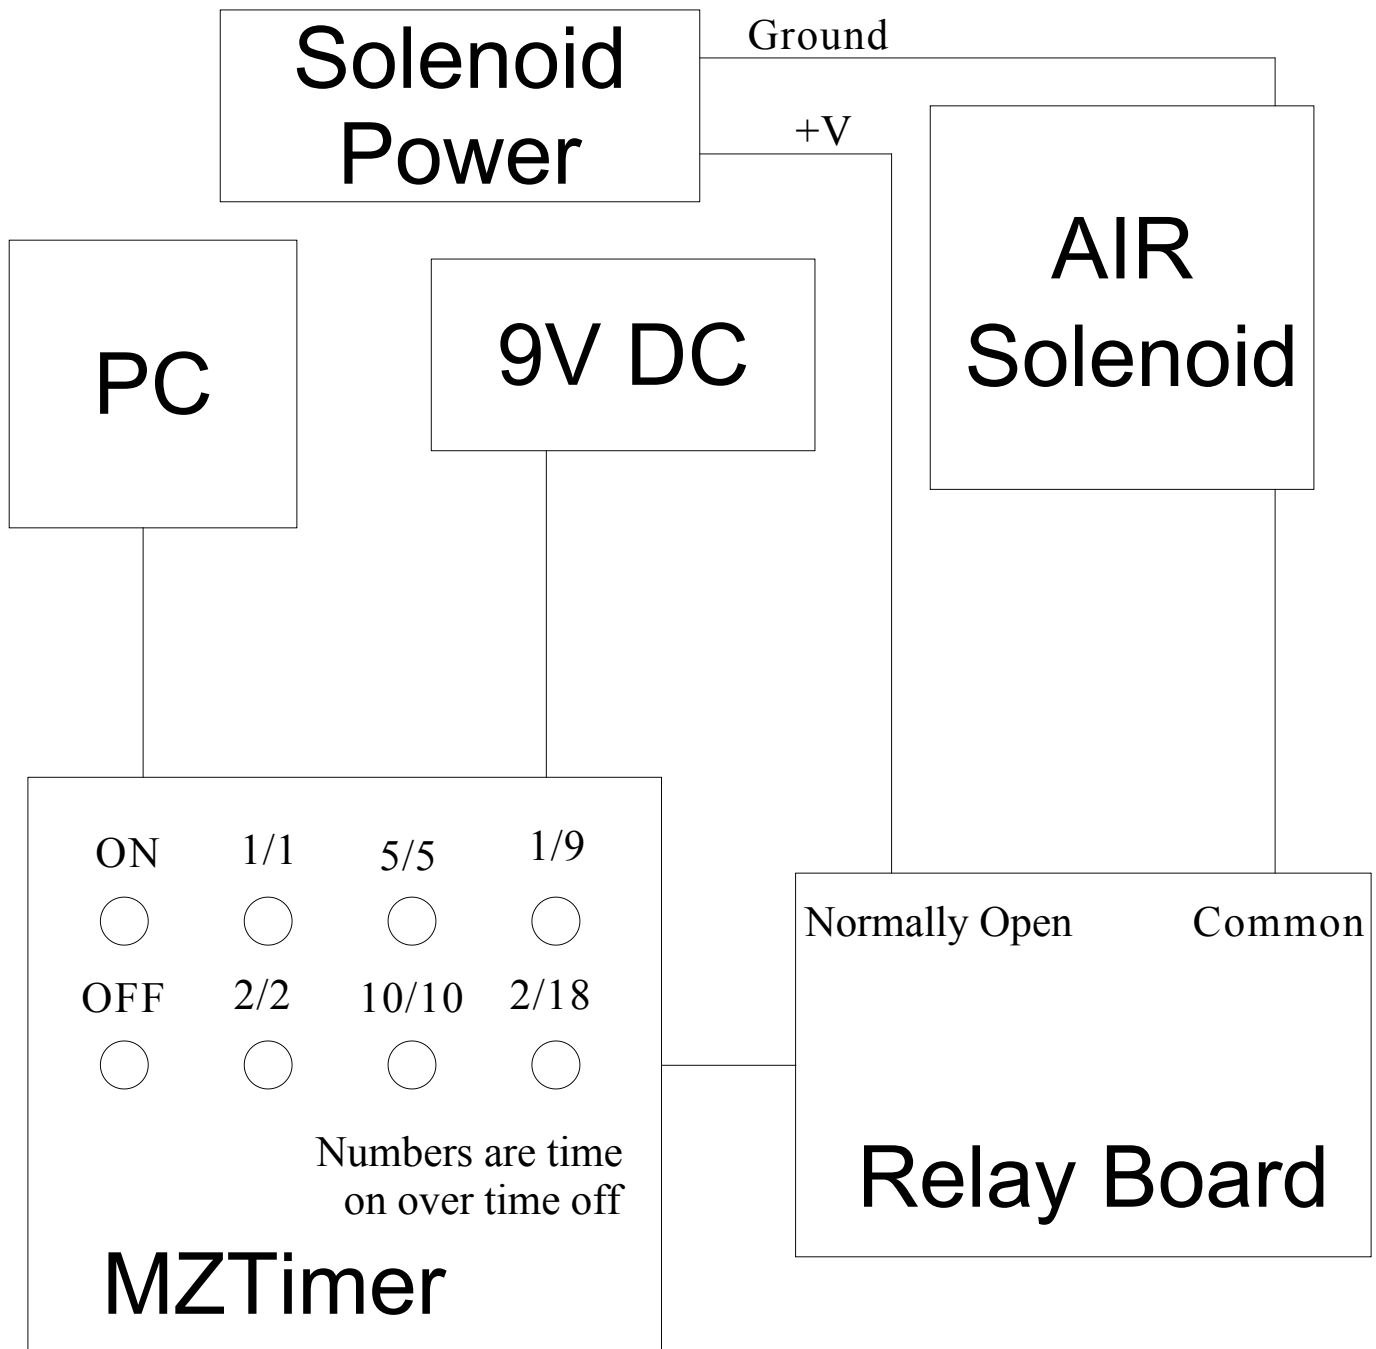 Solenoid
Power
Ground
+V
AIR
Solenoid
PC
9V DC
ON 1/1 5/5 1/9
OFF 2/2 10/10 2/18
Numbers are time
on over time off
MZTimer
Normally Open Common
Relay Board